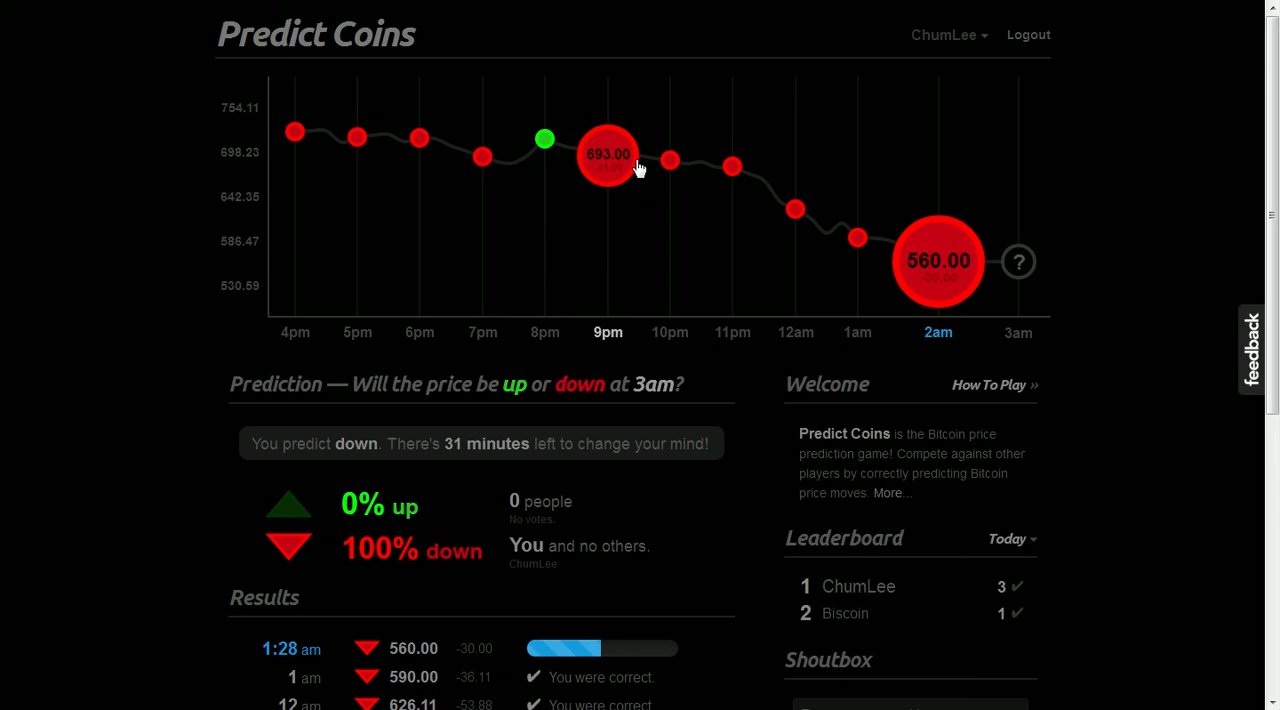 Predict Coins
ChumLee Logout
754.11
698.23
642.35
586.47
530.59
693.00
560.00
-30.00
?
4pm 5pm 6pm 7pm 8pm 9pm 10pm 11pm 12am 1am 2am 3am
Prediction — Will the price be up or down at 3am?
You predict down. There's 31 minutes left to change your mind!
0% up
0 people
No votes.
100% down
You and no others.
ChumLee
Results
1:28 am 560.00 -30.00
1 am 590.00 -36.11 ✔ You were correct.
12 am 626.11 -53.88 ✔ You were correct.
Welcome
How To Play »
Predict Coins is the Bitcoin price
prediction game! Compete against other
players by correctly predicting Bitcoin
price moves. More...
Leaderboard
Today
1 ChumLee 3 ✔
2 Biscoin 1 ✔
Shoutbox
feedback